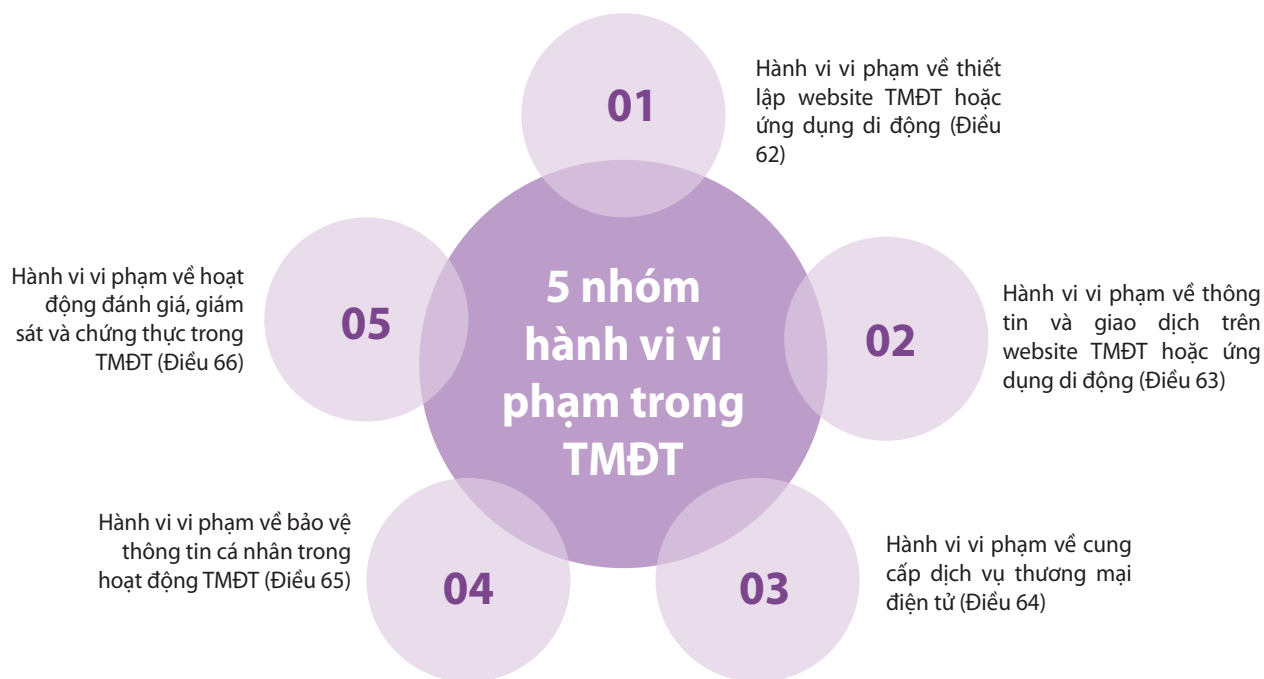 5 nhóm
hành vi vi
phạm trong
TMĐT
01
Hành vi vi phạm về thiết
lập website TMĐT hoặc
ứng dụng di động (Điều
62)
02
Hành vi vi phạm về thông
tin và giao dịch trên
website TMĐT hoặc ứng
dụng di động (Điều 63)
03
Hành vi vi phạm về cung
cấp dịch vụ thương mại
điện tử (Điều 64)
04
Hành vi vi phạm về bảo vệ
thông tin cá nhân trong
hoạt động TMĐT (Điều 65)
05
Hành vi vi phạm về hoạt
động đánh giá, giám
sát và chứng thực trong
TMĐT (Điều 66)